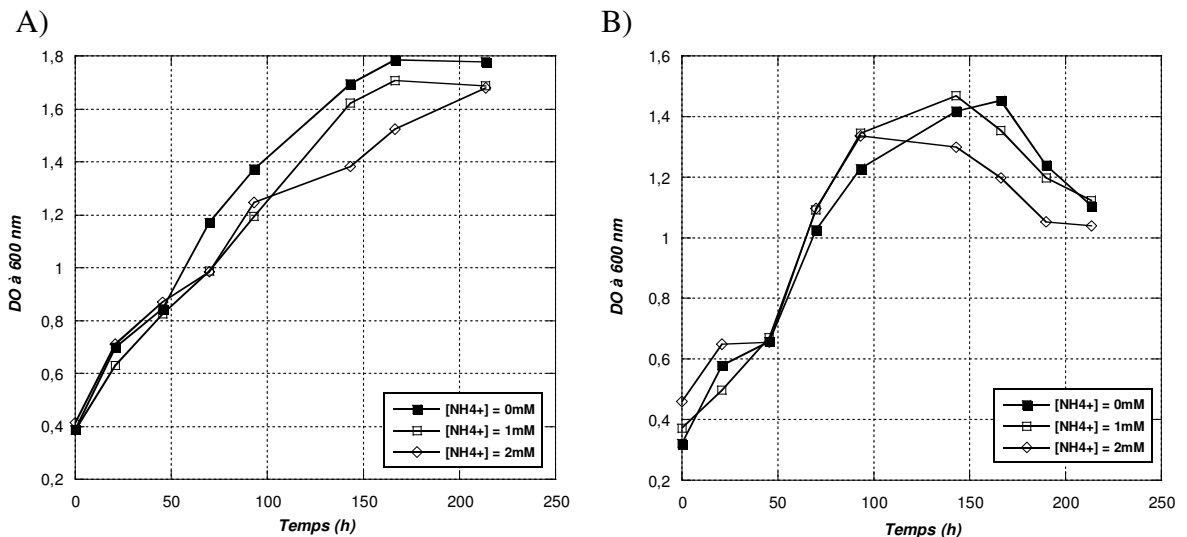 A)
1,8
1,6
1,4
1,2
1
0,8
0,6
0,4
0,2
DO à 600 nm
0 50 100 150 200 250
Temps (h)
[NH4+] = 0mM
[NH4+] = 1mM
[NH4+] = 2mM
B)
1,6
1,4
1,2
1
0,8
0,6
0,4
0,2
DO à 600 nm
0 50 100 150 200 250
Temps (h)
[NH4+] = 0mM
[NH4+] = 1mM
[NH4+] = 2mM